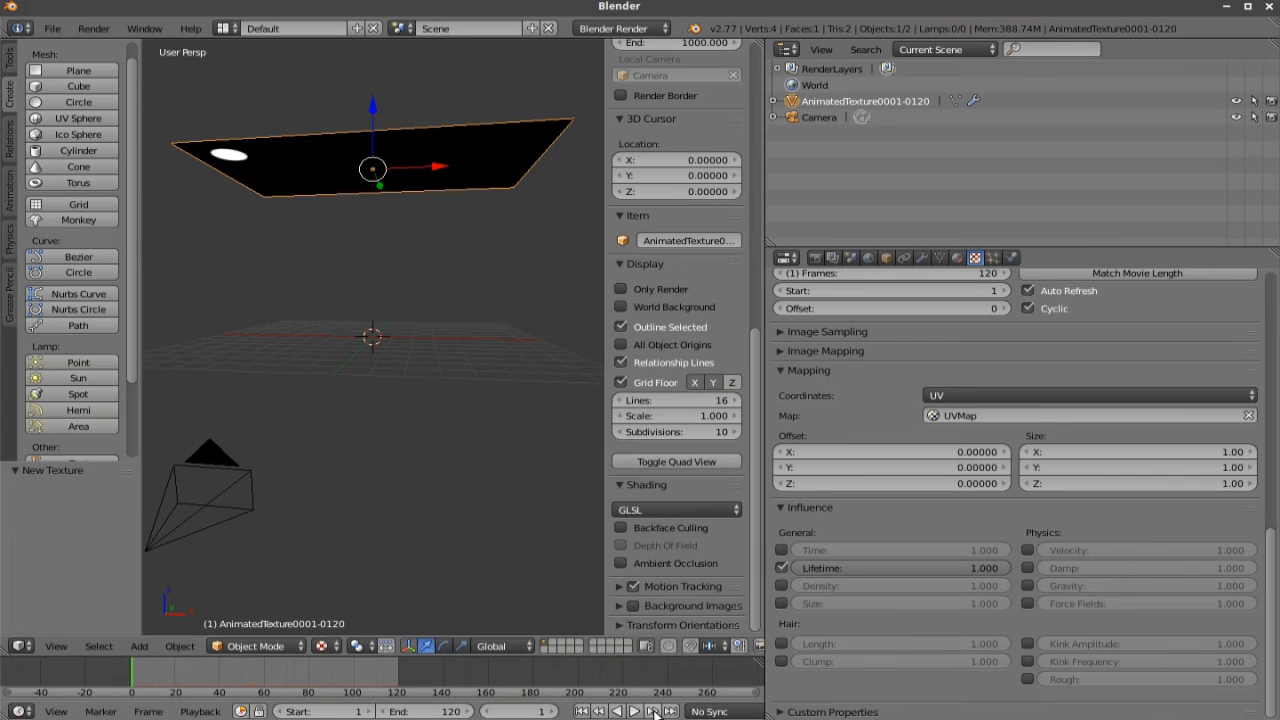 Blender
File Render Window Help Default Scene Blender Render v2.77 | Verts:4 | Faces:1 | Tris:2 | Objects:1/2 | Lamps:0/0 | Mem:388.74M | AnimatedTexture0001-0120
Tools
Create
Relations
Animation
Physics
Grease Pencil
Mesh:
Plane
Cube
Circle
UV Sphere
Ico Sphere
Cylinder
Cone
Torus
Grid
Monkey
Curve:
Bezier
Circle
Nurbs Curve
Nurbs Circle
Path
Lamp:
Point
Sun
Spot
Hemi
Area
Other:
New Texture
User Persp
(1) AnimatedTexture0001-0120
End: 1000.000
Local Camera:
Camera
Render Border
3D Cursor
Location:
X: 0.00000
Y: 0.00000
Z: 0.00000
Item
AnimatedTexture0...
Display
Only Render
World Background
Outline Selected
All Object Origins
Relationship Lines
Grid Floor X Y Z
Lines: 16
Scale: 1.000
Subdivisions: 10
Toggle Quad View
Shading
GLSL
Backface Culling
Depth Of Field
Ambient Occlusion
Motion Tracking
Background Images
Transform Orientations
View Select Add Object Object Mode Global
-40 -20 0 20 40 60 80 100 120 140 160 180 200 220 240 260
View Marker Frame Playback Start: 1 End: 120 1 No Sync
View Search Current Scene
RenderLayers
World
AnimatedTexture0001-0120
Camera
(1) Frames: 120 Match Movie Length
Start: 1 Auto Refresh
Offset: 0 Cyclic
Image Sampling
Image Mapping
Mapping
Coordinates: UV
Map: UVMap
Offset: Size:
X: 0.00000 X: 1.00
Y: 0.00000 Y: 1.00
Z: 0.00000 Z: 1.00
Influence
General: Physics:
Time: 1.000 Velocity: 1.000
Lifetime: 1.000 Damp: 1.000
Density: 1.000 Gravity: 1.000
Size: 1.000 Force Fields: 1.000
Hair:
Length: 1.000 Kink Amplitude: 1.000
Clump: 1.000 Kink Frequency: 1.000
Rough: 1.000
Custom Properties